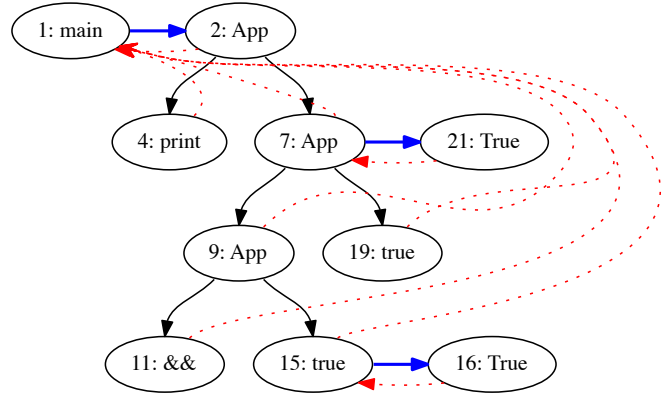 1: main
2: App
4: print
7: App
21: True
9: App
19: true
11: &&
15: true
16: True